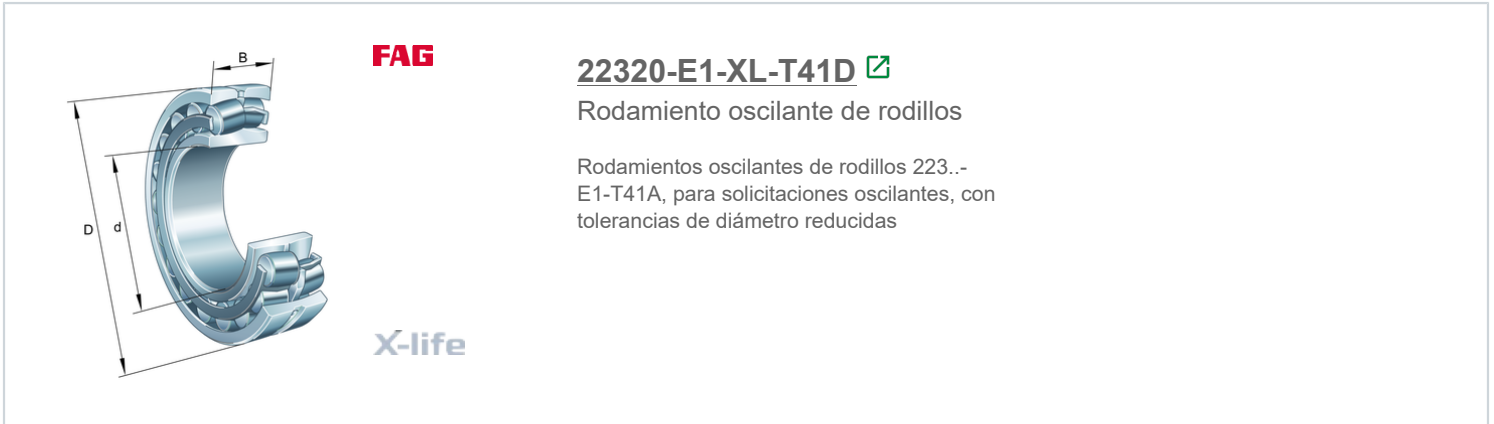 B
D
d
FAG
X-life
22320-E1-XL-T41D
Rodamiento oscilante de rodillos
Rodamientos oscilantes de rodillos 223..-
E1-T41A, para solicitaciones oscilantes, con
tolerancias de diámetro reducidas